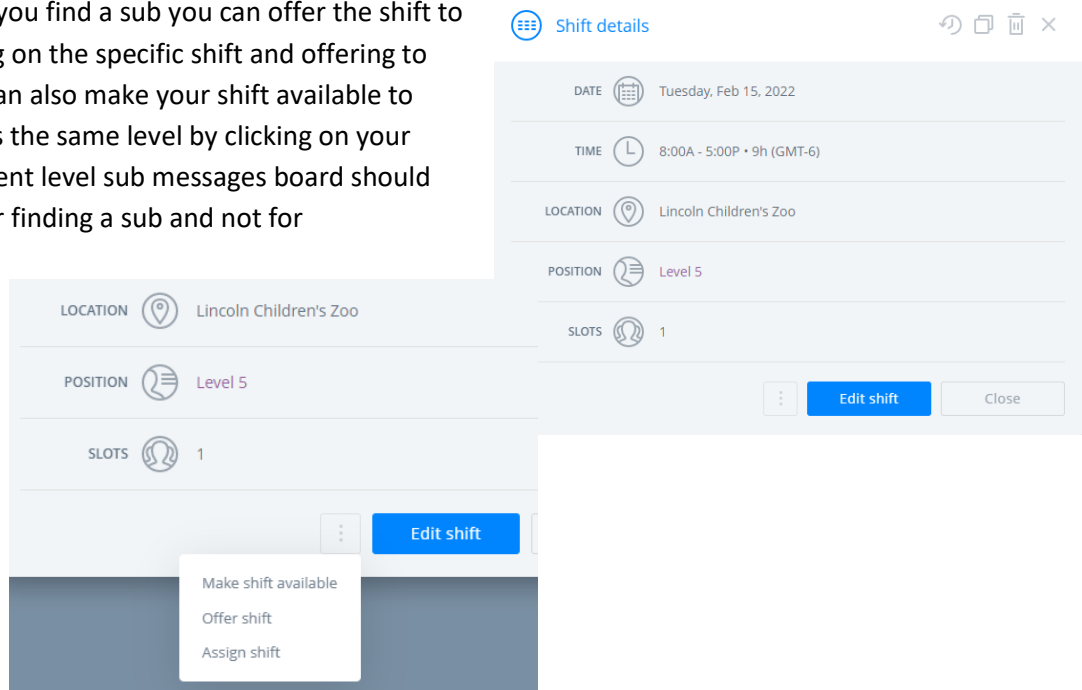 you find a sub you can offer the shift to
on the specific shift and offering to
also make your shift available to
the same level by clicking on your
level sub messages board should
finding a sub and not for
Shift details
DATE Tuesday, Feb 15, 2022
TIME 8:00A - 5:00P • 9h (GMT-6)
LOCATION Lincoln Children's Zoo
POSITION Level 5
SLOTS 1
Edit shift Close
LOCATION Lincoln Children's Zoo
POSITION Level 5
SLOTS 1
Edit shift
Make shift available
Offer shift
Assign shift